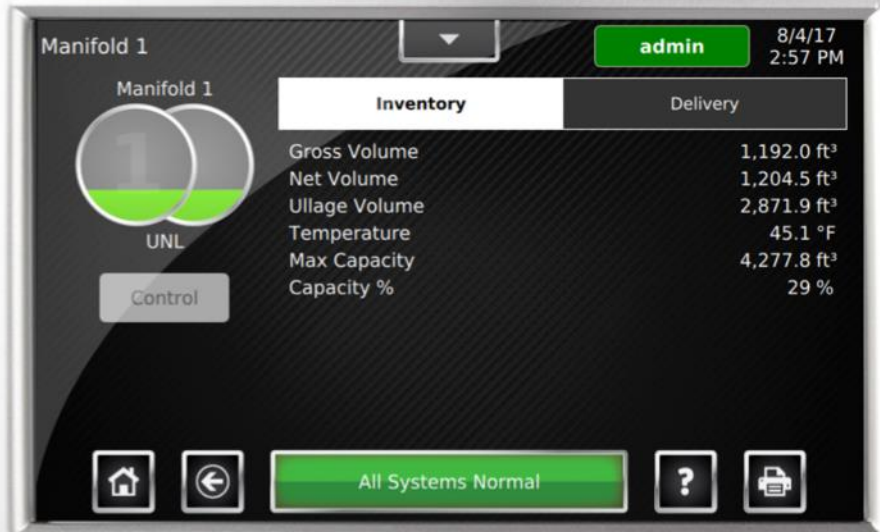 Manifold 1
admin
8/4/17
2:57 PM
Manifold 1
1
UNL
Control
Inventory
Delivery
Gross Volume 1,192.0 ft³
Net Volume 1,204.5 ft³
Ullage Volume 2,871.9 ft³
Temperature 45.1 °F
Max Capacity 4,277.8 ft³
Capacity % 29 %
All Systems Normal
?